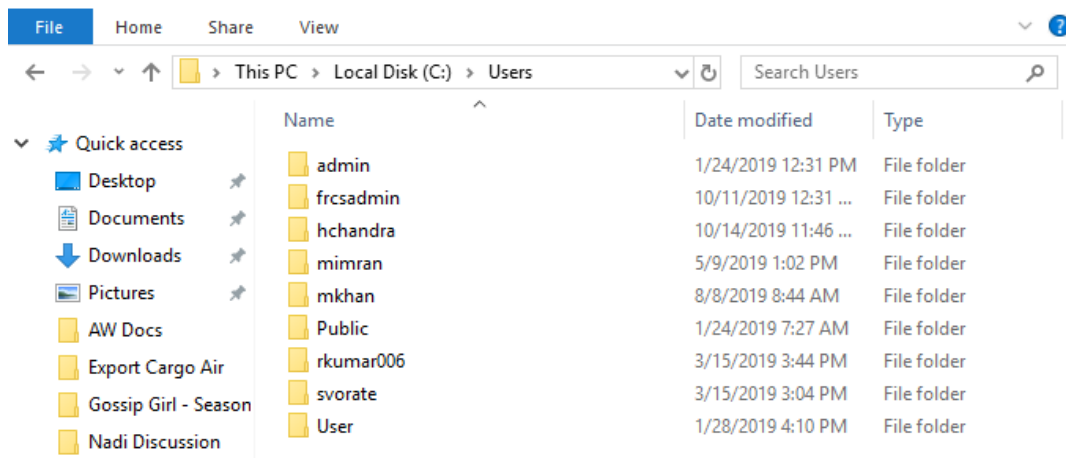 File Home Share View
This PC > Local Disk (C:) > Users Search Users
Name Date modified Type
Quick access
Desktop
Documents
Downloads
Pictures
AW Docs
Export Cargo Air
Gossip Girl - Season
Nadi Discussion
admin 1/24/2019 12:31 PM File folder
frcsadmin 10/11/2019 12:31 ... File folder
hchandra 10/14/2019 11:46 ... File folder
mimran 5/9/2019 1:02 PM File folder
mkhan 8/8/2019 8:44 AM File folder
Public 1/24/2019 7:27 AM File folder
rkumar006 3/15/2019 3:44 PM File folder
svorate 3/15/2019 3:04 PM File folder
User 1/28/2019 4:10 PM File folder